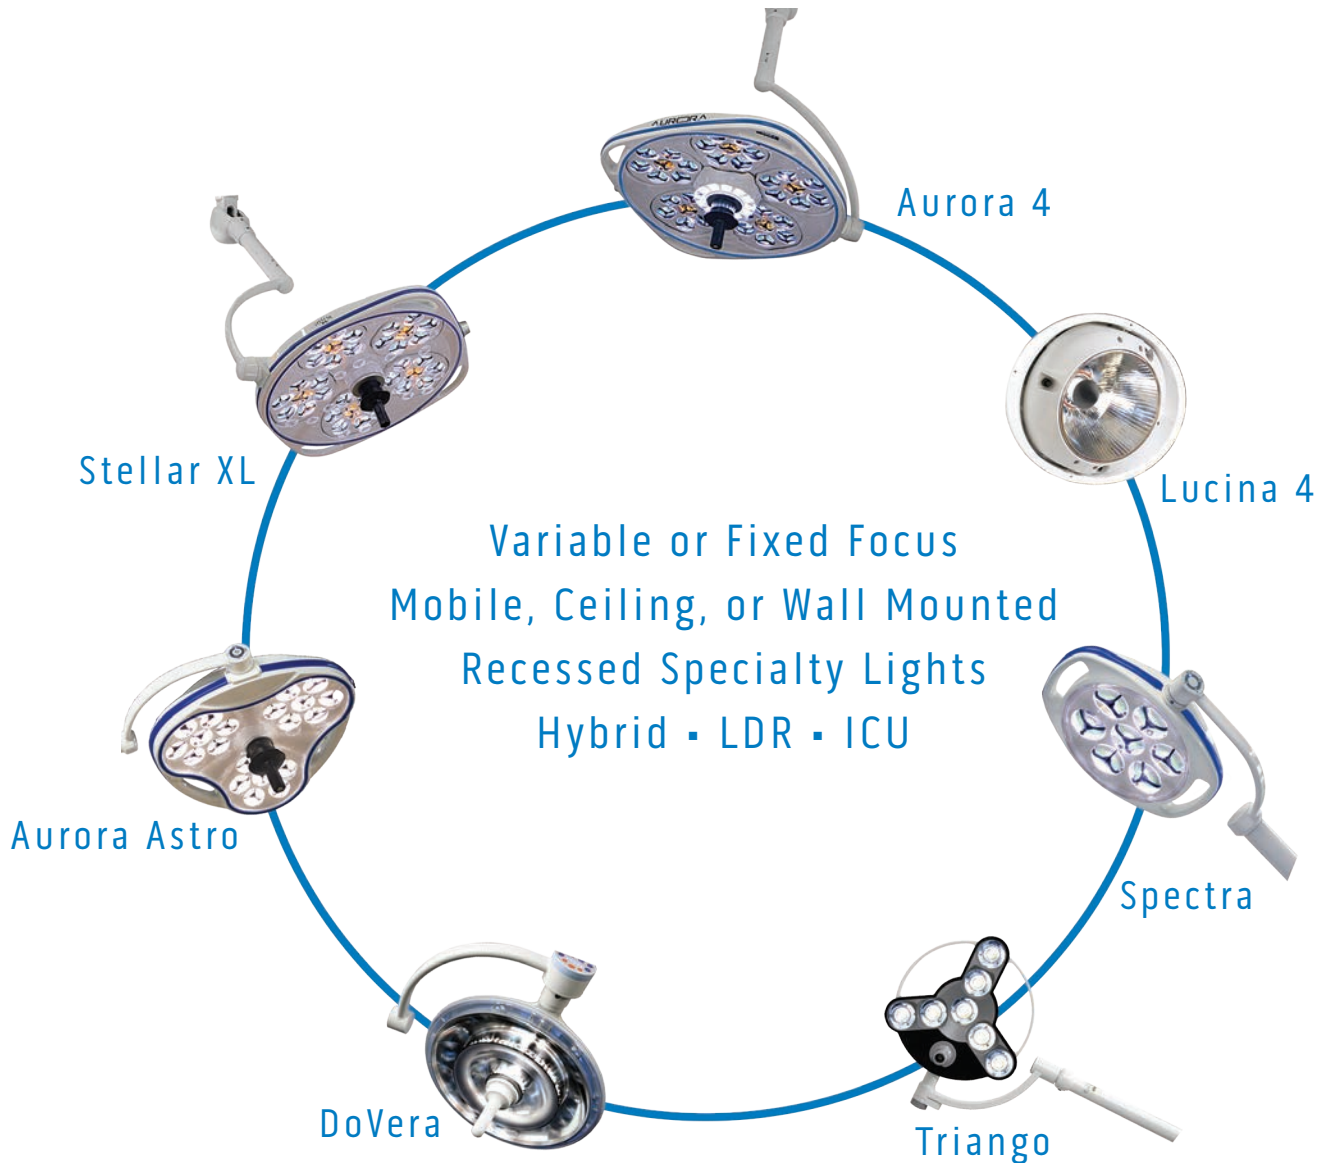 AURORA
Aurora 4
Stellar XL
Lucina 4
Variable or Fixed Focus
Mobile, Ceiling, or Wall Mounted
Recessed Specialty Lights
Hybrid ▪ LDR ▪ ICU
Aurora Astro
Spectra
DoVera
Triango